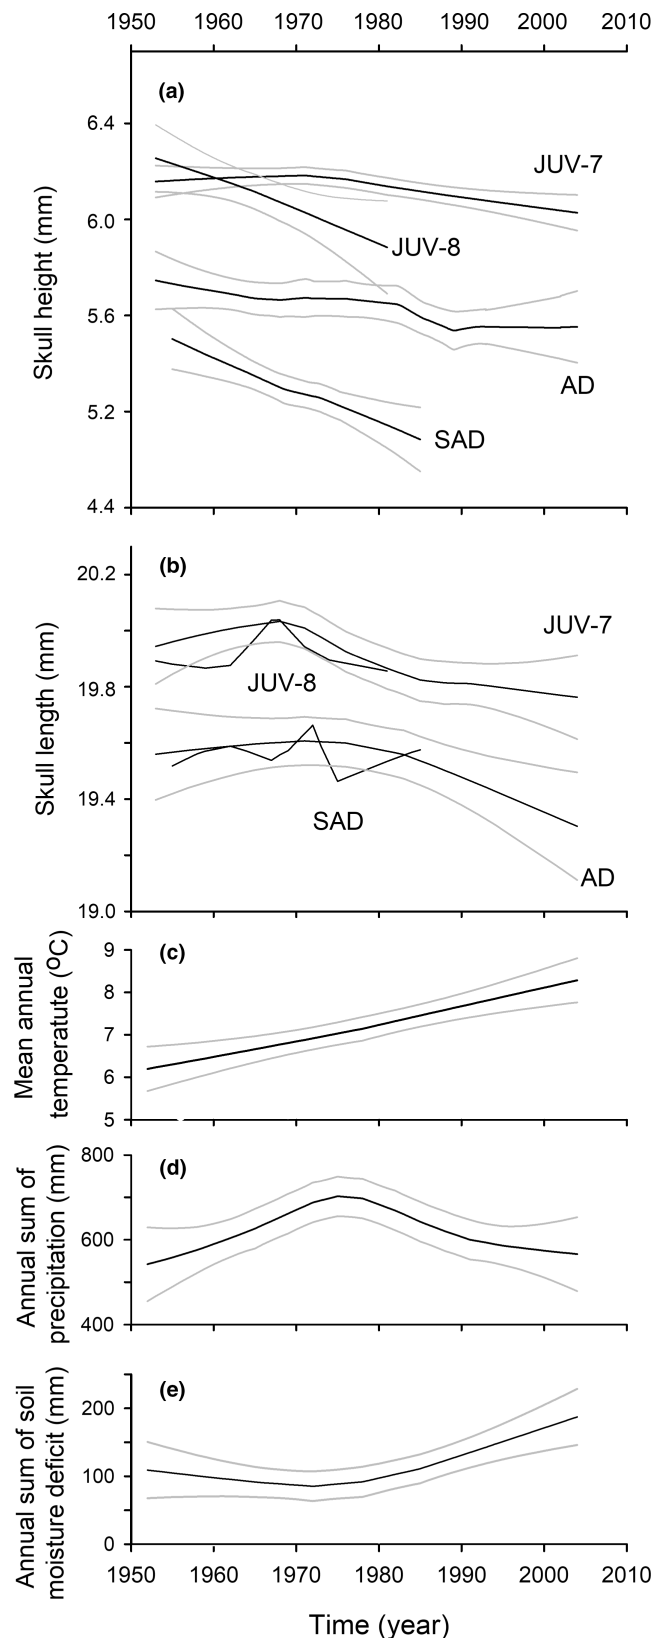 1950 1960 1970 1980 1990 2000 2010
(a)
6.4
6.0
5.6
5.2
4.4
Skull height (mm)
JUV-7
JUV-8
AD
SAD
(b)
20.2
19.8
19.4
19.0
Skull length (mm)
JUV-7
JUV-8
SAD
AD
(c)
9
8
7
6
5
Mean annual
temperatute (ºC)
(d)
800
600
400
Annual sum of
precipitation (mm)
(e)
200
100
0
Annual sum of soil
moisture deficit (mm)
1950 1960 1970 1980 1990 2000 2010
Time (year)